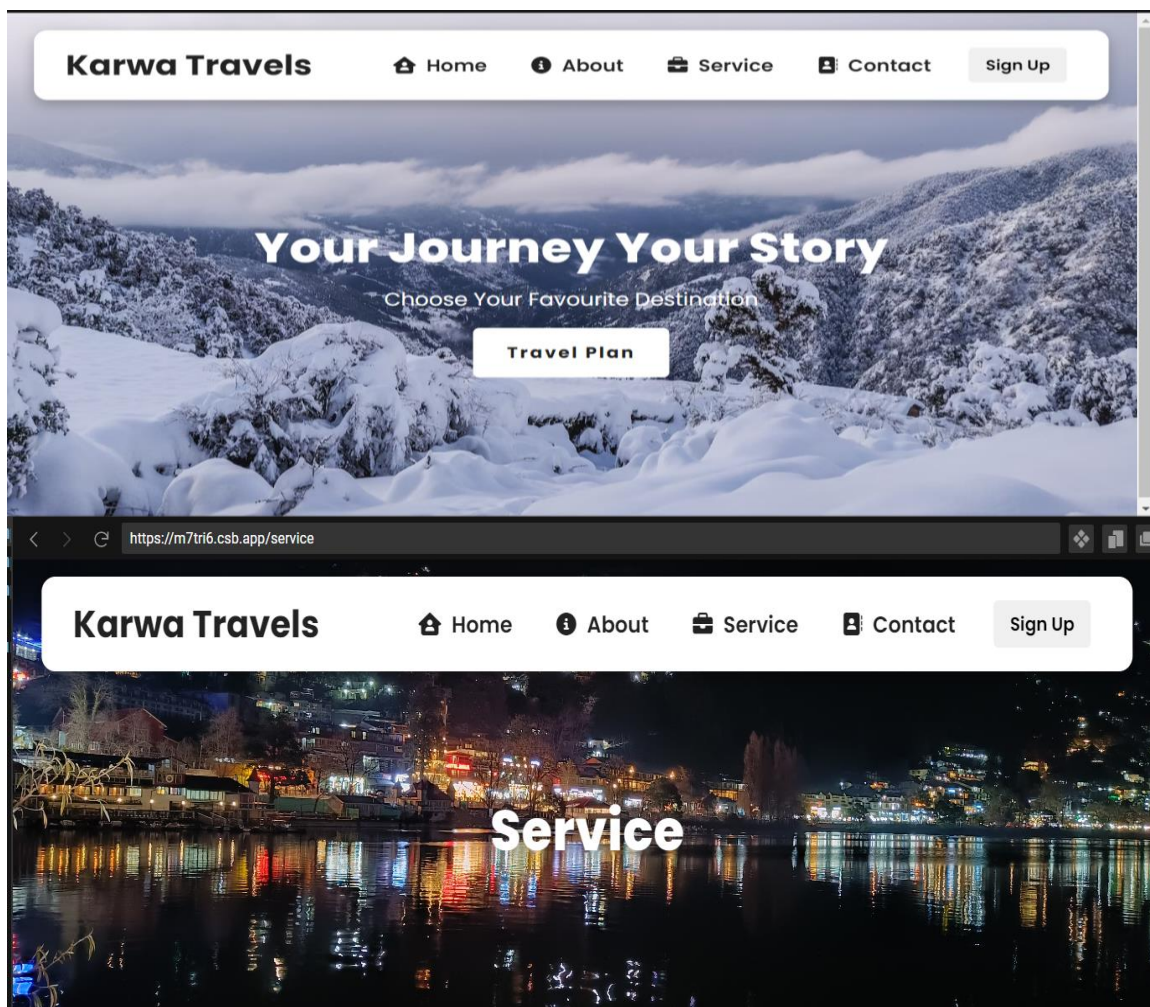 Karwa Travels Home About Service Contact Sign Up
Your Journey Your Story
Choose Your Favourite Destination
Travel Plan
https://m7tri6.csb.app/service
Karwa Travels Home About Service Contact Sign Up
Service